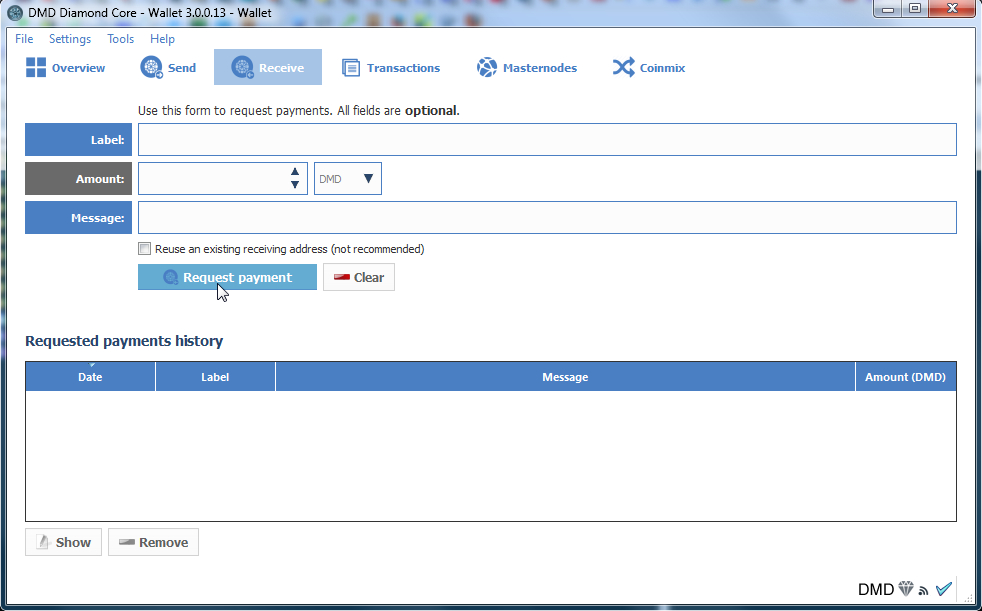 DMD Diamond Core - Wallet 3.0.0.13 - Wallet
File Settings Tools Help
Overview Send Receive Transactions Masternodes Coinmix
Use this form to request payments. All fields are optional.
Label:
Amount: DMD
Message:
Reuse an existing receiving address (not recommended)
Request payment Clear
Requested payments history
Date Label Message Amount (DMD)
Show Remove
DMD